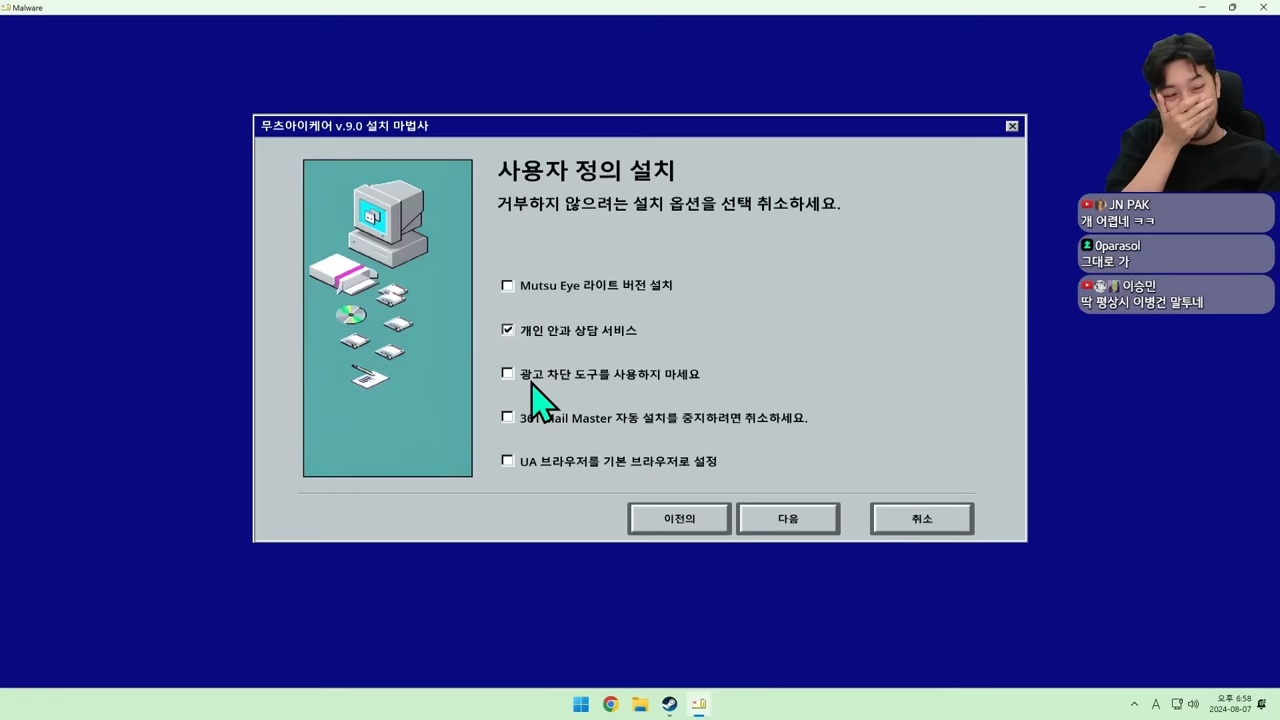 Malware
무츠아이케어 v.9.0 설치 마법사
사용자 정의 설치
거부하지 않으려는 설치 옵션을 선택 취소하세요.
Mutsu Eye 라이트 버전 설치
개인 안과 상담 서비스
광고 차단 도구를 사용하지 마세요
Master 자동 설치를 중지하려면 취소하세요.
UA 브라우저를 기본 브라우저로 설정
이전의
다음
취소
JN PAK
개 어렵네 ㅋㅋ
0parasol
그대로 가
이승민
딱 평상시 이병건 말투네
A
오후 6:58
2024-08-07